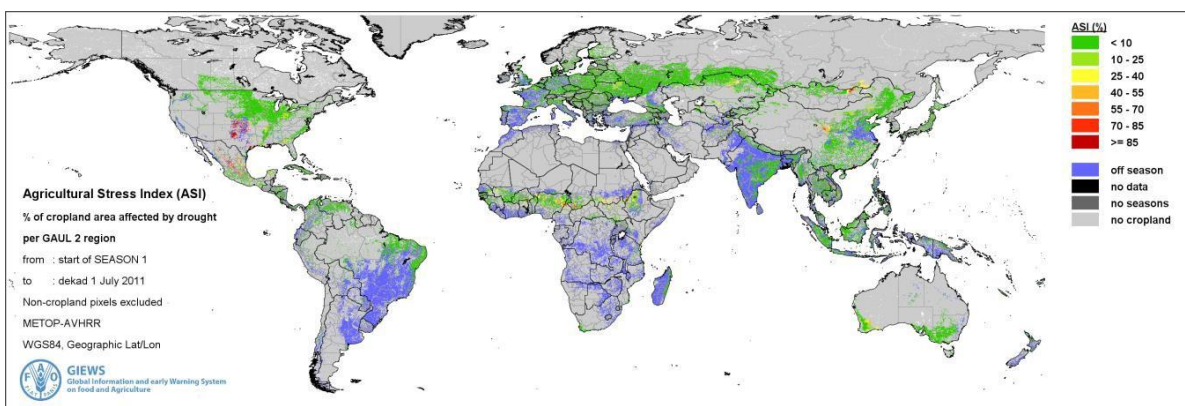 Agricultural Stress Index (ASI)
% of cropland area affected by drought
per GAUL 2 region
from : start of SEASON 1
to : dekad 1 July 2011
Non-cropland pixels excluded
METOP-AVHRR
WGS84, Geographic Lat/Lon
FAO
FIAT PANIS
GIEWS
Global Information and early Warning System
on food and Agriculture
ASI (%)
< 10
10 - 25
25 - 40
40 - 55
55 - 70
70 - 85
>= 85
off season
no data
no seasons
no cropland